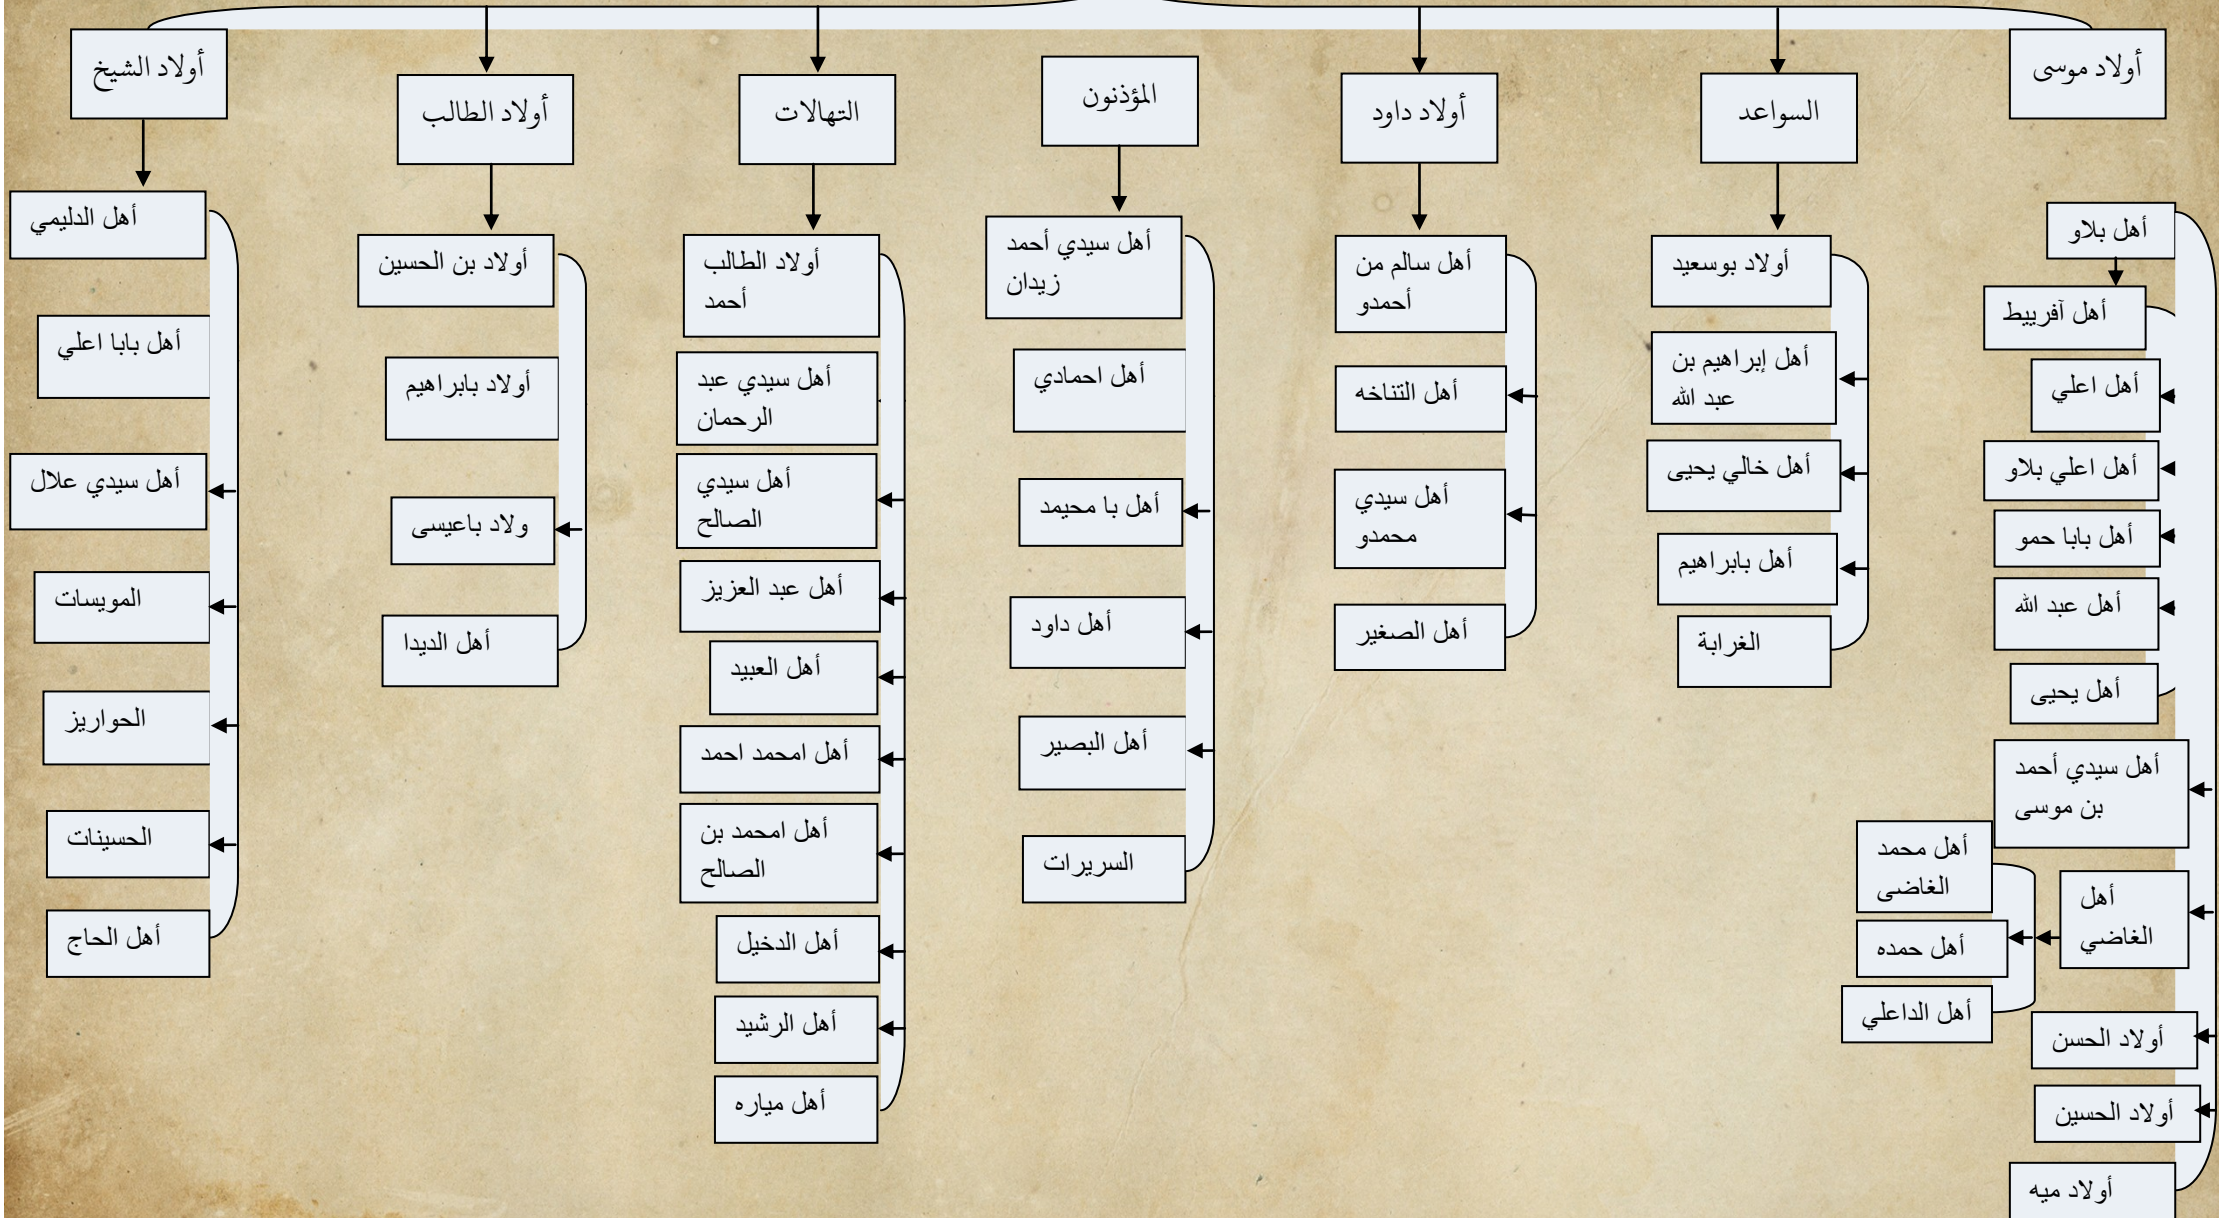 أولاد موسى
السواعد
أولاد داود
المؤذنون
التهالات
أولاد الطالب
أولاد الشيخ
أهل بلاو
أهل آفرييط
أهل اعلي
أهل اعلي بلاو
أهل بابا حمو
أهل عبد الله
أهل يحيى
أهل سيدي أحمد
بن موسى
أهل
الغاضي
أهل محمد
الغاضى
أهل حمده
أهل الداعلي
أولاد الحسن
أولاد الحسين
أولاد ميه
أولاد بوسعيد
أهل إبراهيم بن
عبد الله
أهل خالي يحيى
أهل بابراهيم
الغرابة
أهل سالم من
أحمدو
أهل التناخه
أهل سيدي
محمدو
أهل الصغير
أهل سيدي أحمد
زيدان
أهل احمادي
أهل با محيمد
أهل داود
أهل البصير
السريرات
أولاد الطالب
أحمد
أهل سيدي عبد
الرحمان
أهل سيدي
الصالح
أهل عبد العزيز
أهل العبيد
أهل امحمد احمد
أهل امحمد بن
الصالح
أهل الدخيل
أهل الرشيد
أهل مياره
أولاد بن الحسين
أولاد بابراهيم
ولاد باعيسى
أهل الديدا
أهل الدليمي
أهل بابا اعلي
أهل سيدي علال
المويسات
الحواريز
الحسينات
أهل الحاج